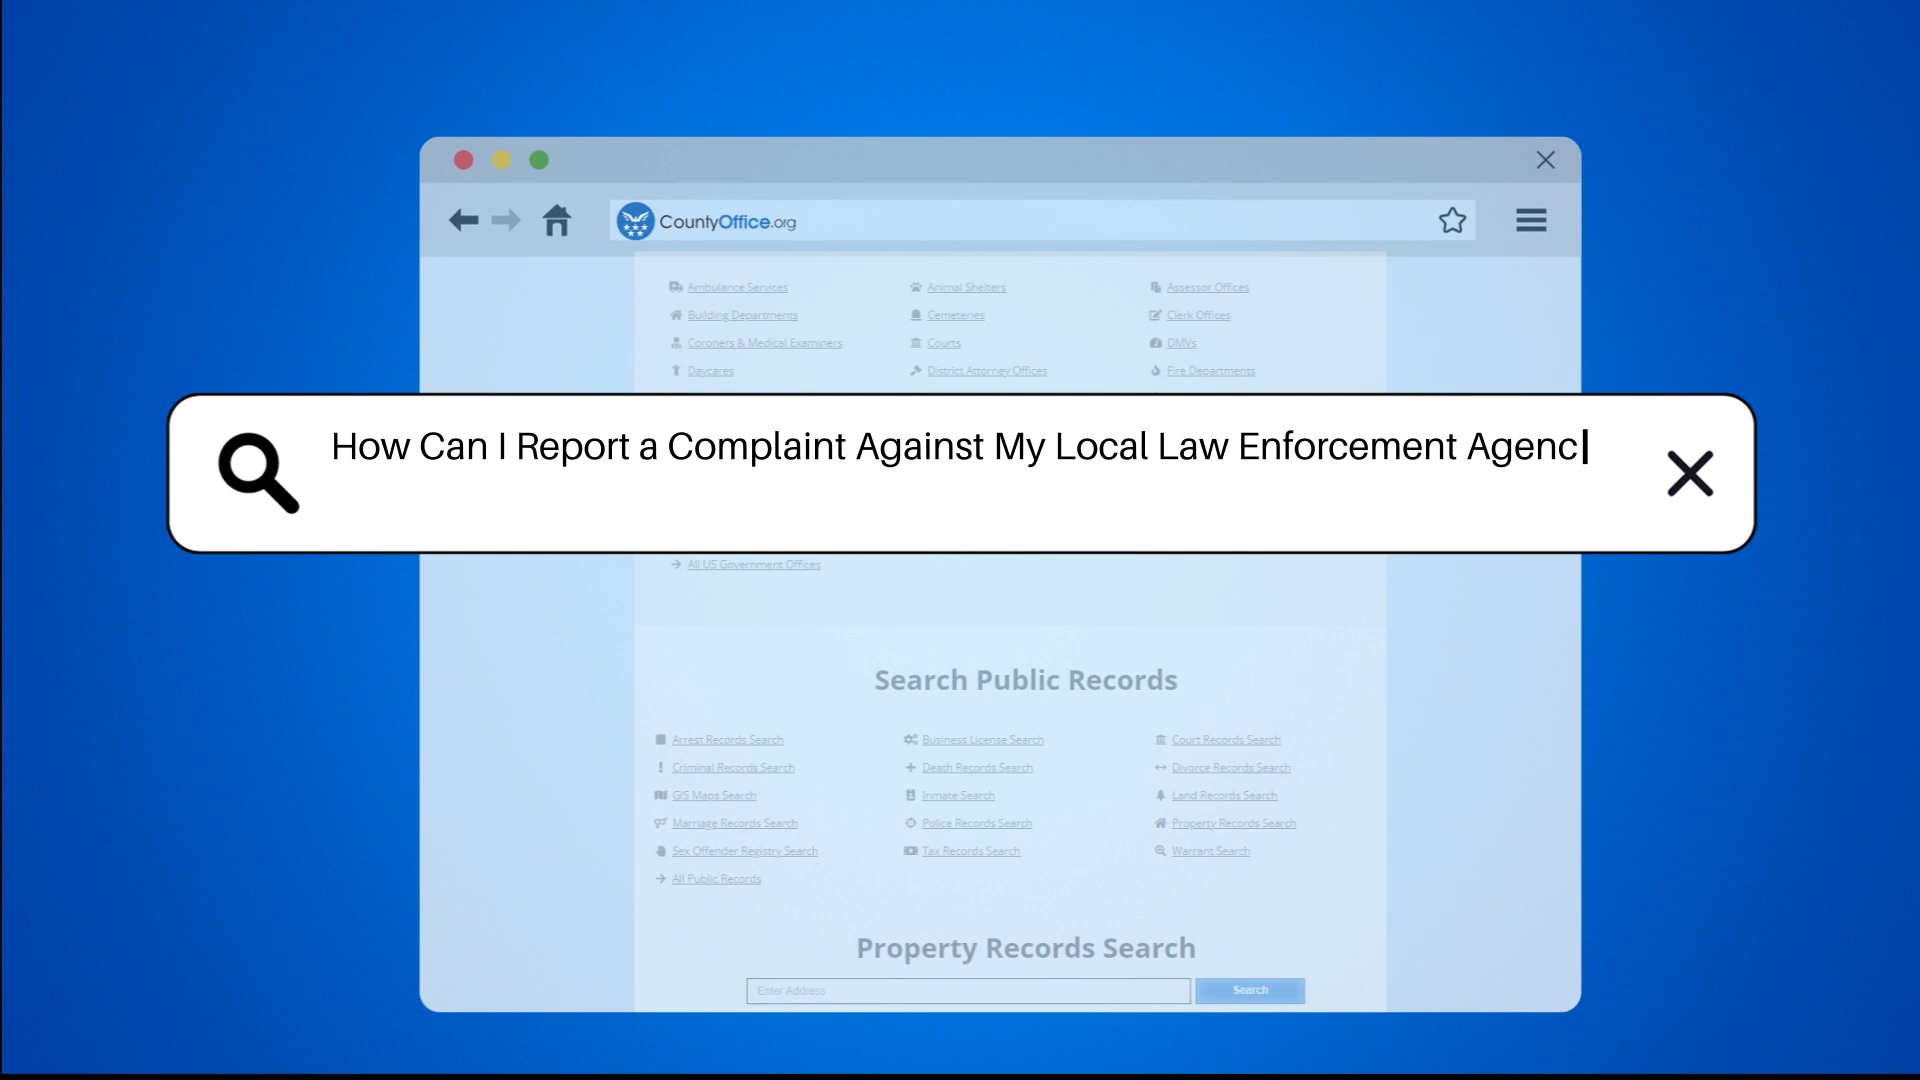 CountyOffice.org
Ambulance Services Animal Shelters Assessor Offices
Building Departments Cemeteries Clerk Offices
Coroners & Medical Examiners Courts DMVs
Daycares District Attorney Offices Fire Departments
How Can I Report a Complaint Against My Local Law Enforcement Agenc
All US Government Offices
Search Public Records
Arrest Records Search Business License Search Court Records Search
Criminal Records Search Death Records Search Divorce Records Search
GIS Maps Search Inmate Search Land Records Search
Marriage Records Search Police Records Search Property Records Search
Sex Offender Registry Search Tax Records Search Warrant Search
All Public Records
Property Records Search
Enter Address Search